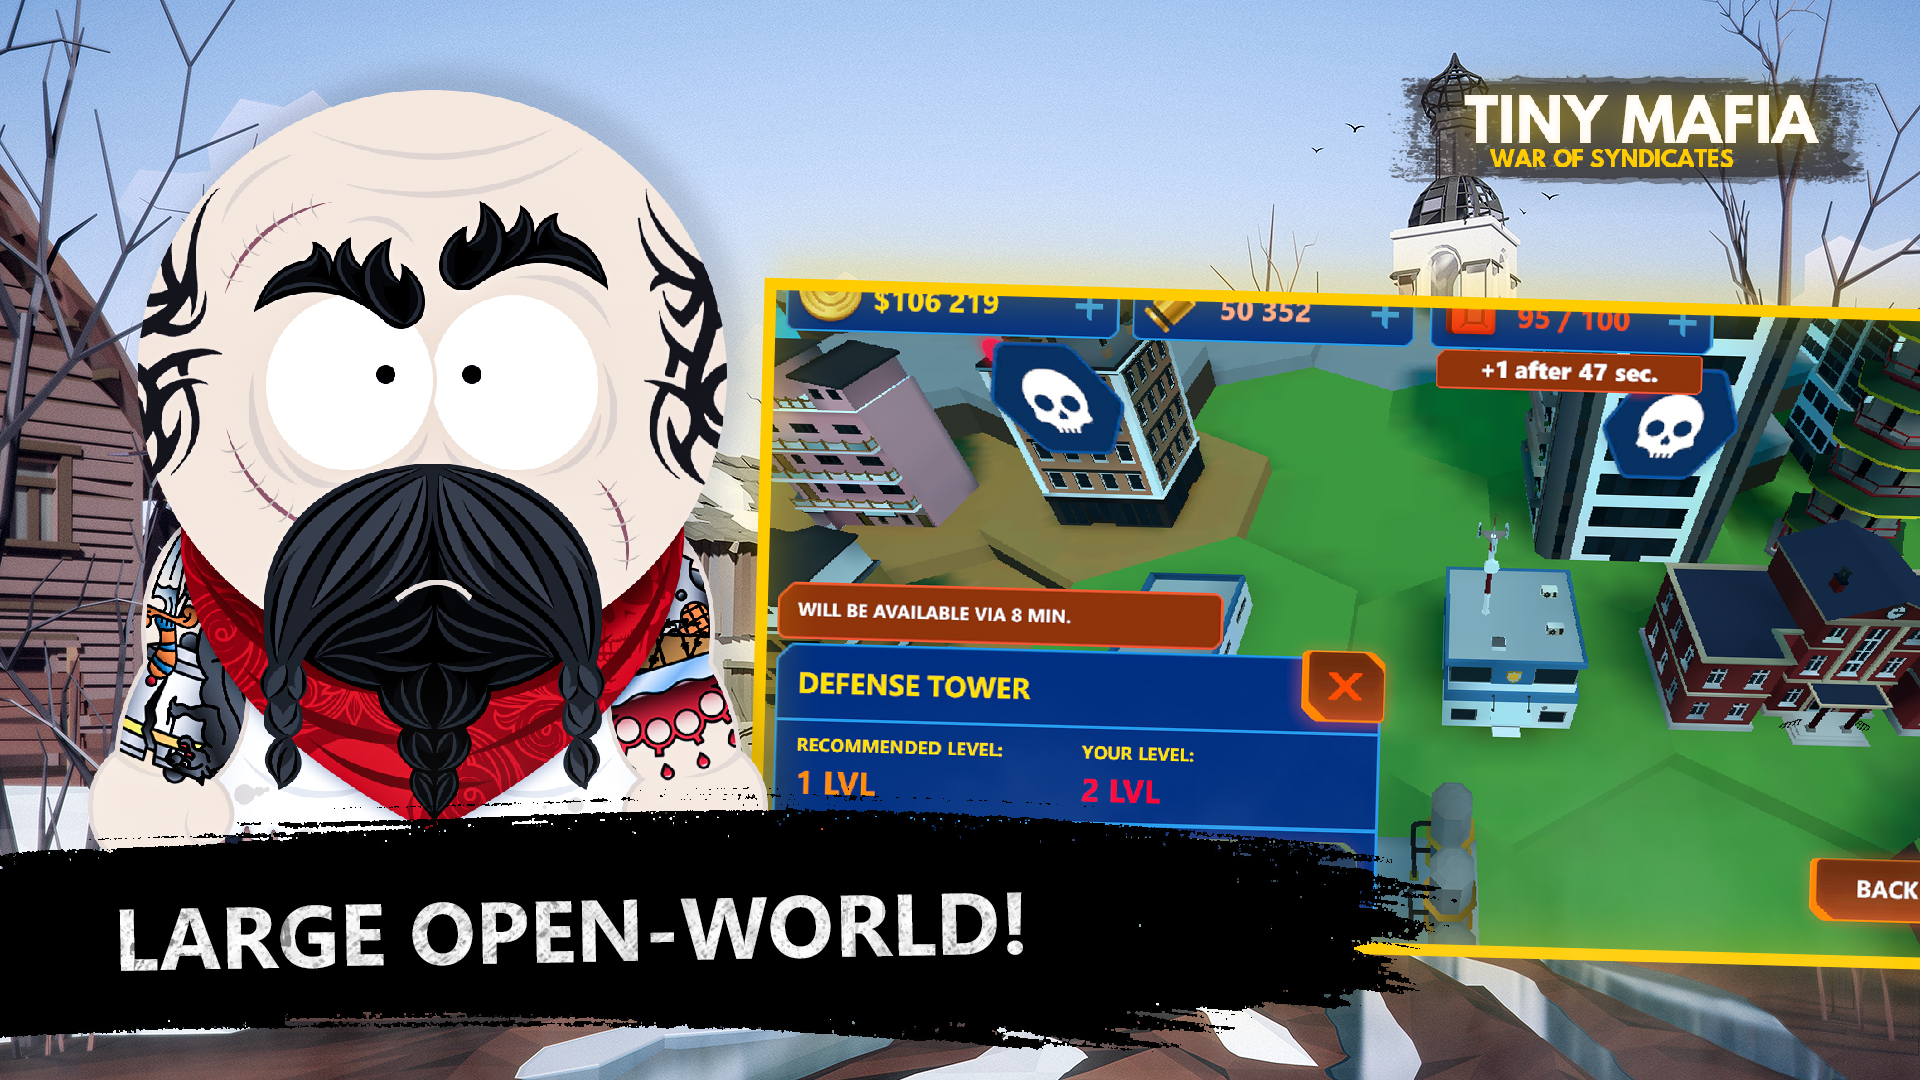 TINY MAFIA
WAR OF SYNDICATES
$106 219 +
50 352 +
95 / 100 +
+1 after 47 sec.
WILL BE AVAILABLE VIA 8 MIN.
DEFENSE TOWER
X
RECOMMENDED LEVEL:
YOUR LEVEL:
1 LVL
2 LVL
BACK
LARGE OPEN-WORLD!